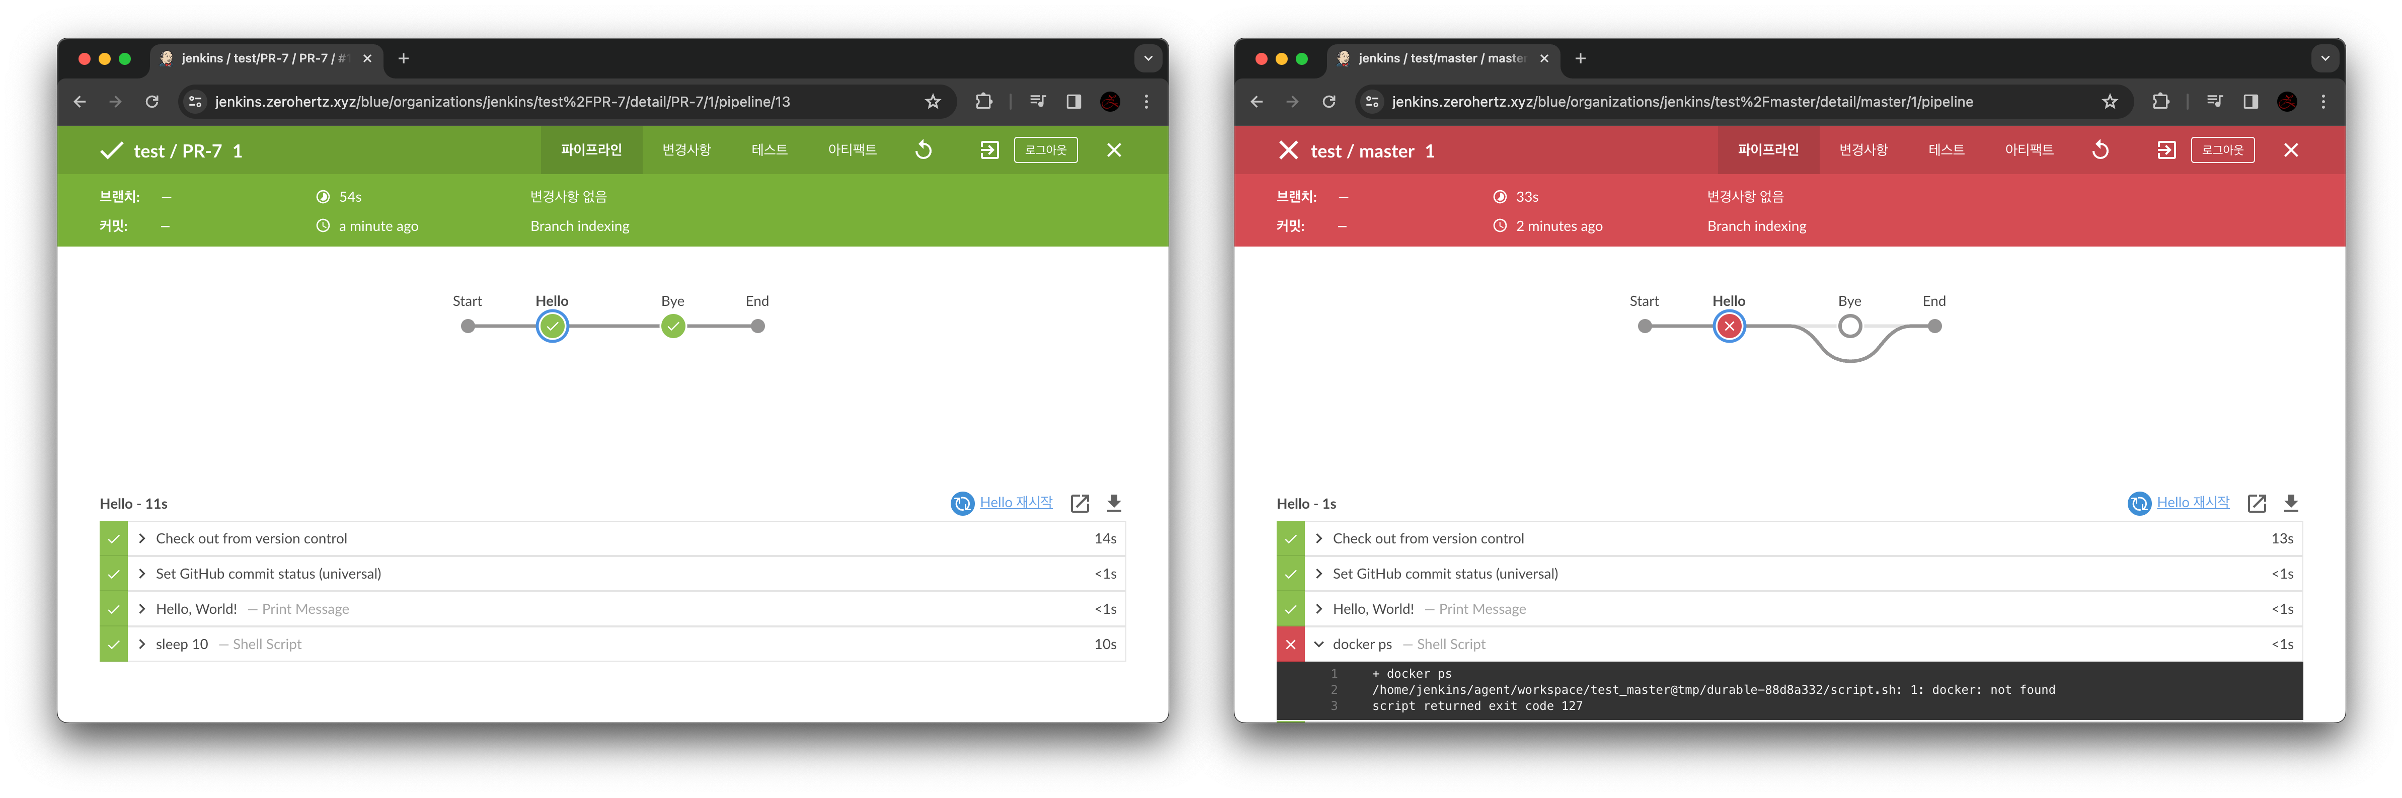 jenkins / test/PR-7 / PR-7 / #1
jenkins.zerohertz.xyz/blue/organizations/jenkins/test%2FPR-7/detail/PR-7/1/pipeline/13
test / PR-7 1
파이프라인
변경사항
테스트
아티팩트
로그아웃
브랜치: —
54s
변경사항 없음
커밋: —
a minute ago
Branch indexing
Start
Hello
Bye
End
Hello - 11s
Hello 재시작
Check out from version control 14s
Set GitHub commit status (universal) <1s
Hello, World! — Print Message <1s
sleep 10 — Shell Script 10s
jenkins / test/master / master
jenkins.zerohertz.xyz/blue/organizations/jenkins/test%2Fmaster/detail/master/1/pipeline
test / master 1
파이프라인
변경사항
테스트
아티팩트
로그아웃
브랜치: —
33s
변경사항 없음
커밋: —
2 minutes ago
Branch indexing
Start
Hello
Bye
End
Hello - 1s
Hello 재시작
Check out from version control 13s
Set GitHub commit status (universal) <1s
Hello, World! — Print Message <1s
docker ps — Shell Script <1s
1 + docker ps
2 /home/jenkins/agent/workspace/test_master@tmp/durable-88d8a332/script.sh: 1: docker: not found
3 script returned exit code 127